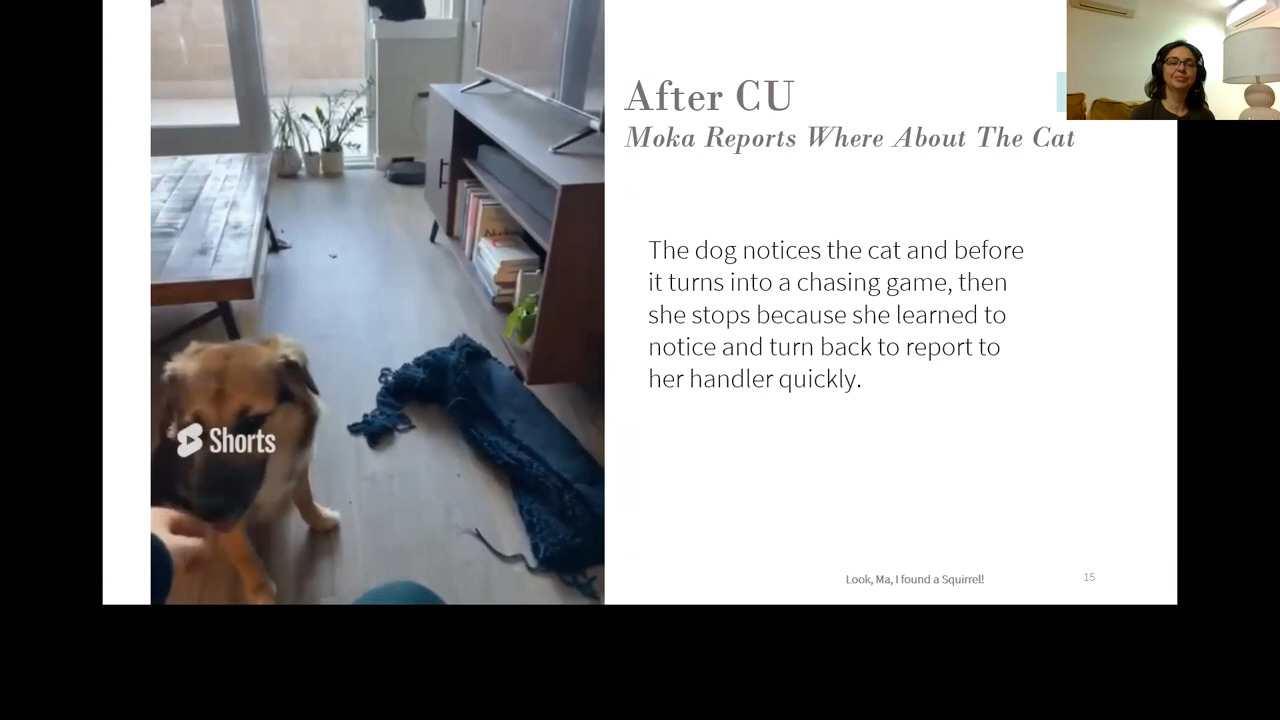 After CU
Moka Reports Where About The Cat
The dog notices the cat and before
it turns into a chasing game, then
she stops because she learned to
notice and turn back to report to
her handler quickly.
Shorts
Look, Ma, I found a Squirrel!
15